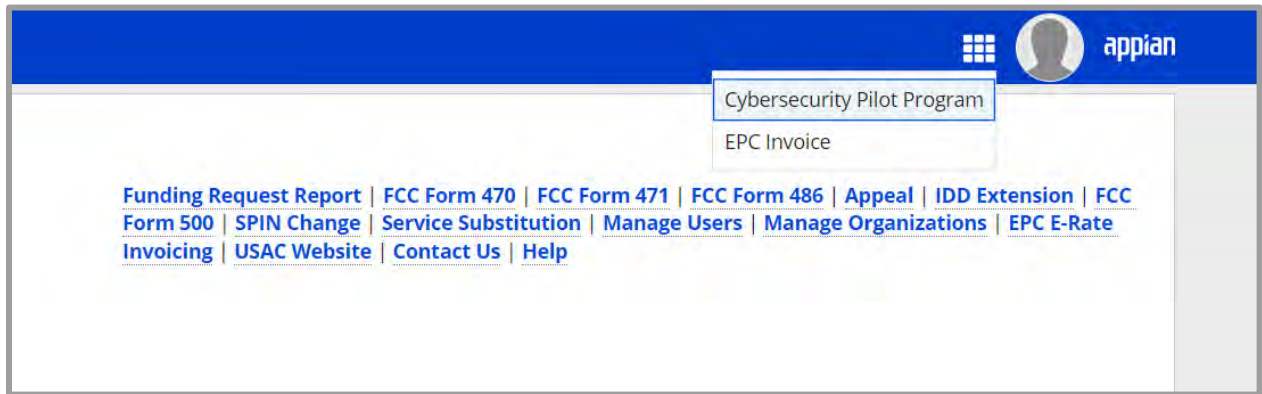 appian
Cybersecurity Pilot Program
EPC Invoice
Funding Request Report | FCC Form 470 | FCC Form 471 | FCC Form 486 | Appeal | IDD Extension | FCC
Form 500 | SPIN Change | Service Substitution | Manage Users | Manage Organizations | EPC E-Rate
Invoicing | USAC Website | Contact Us | Help